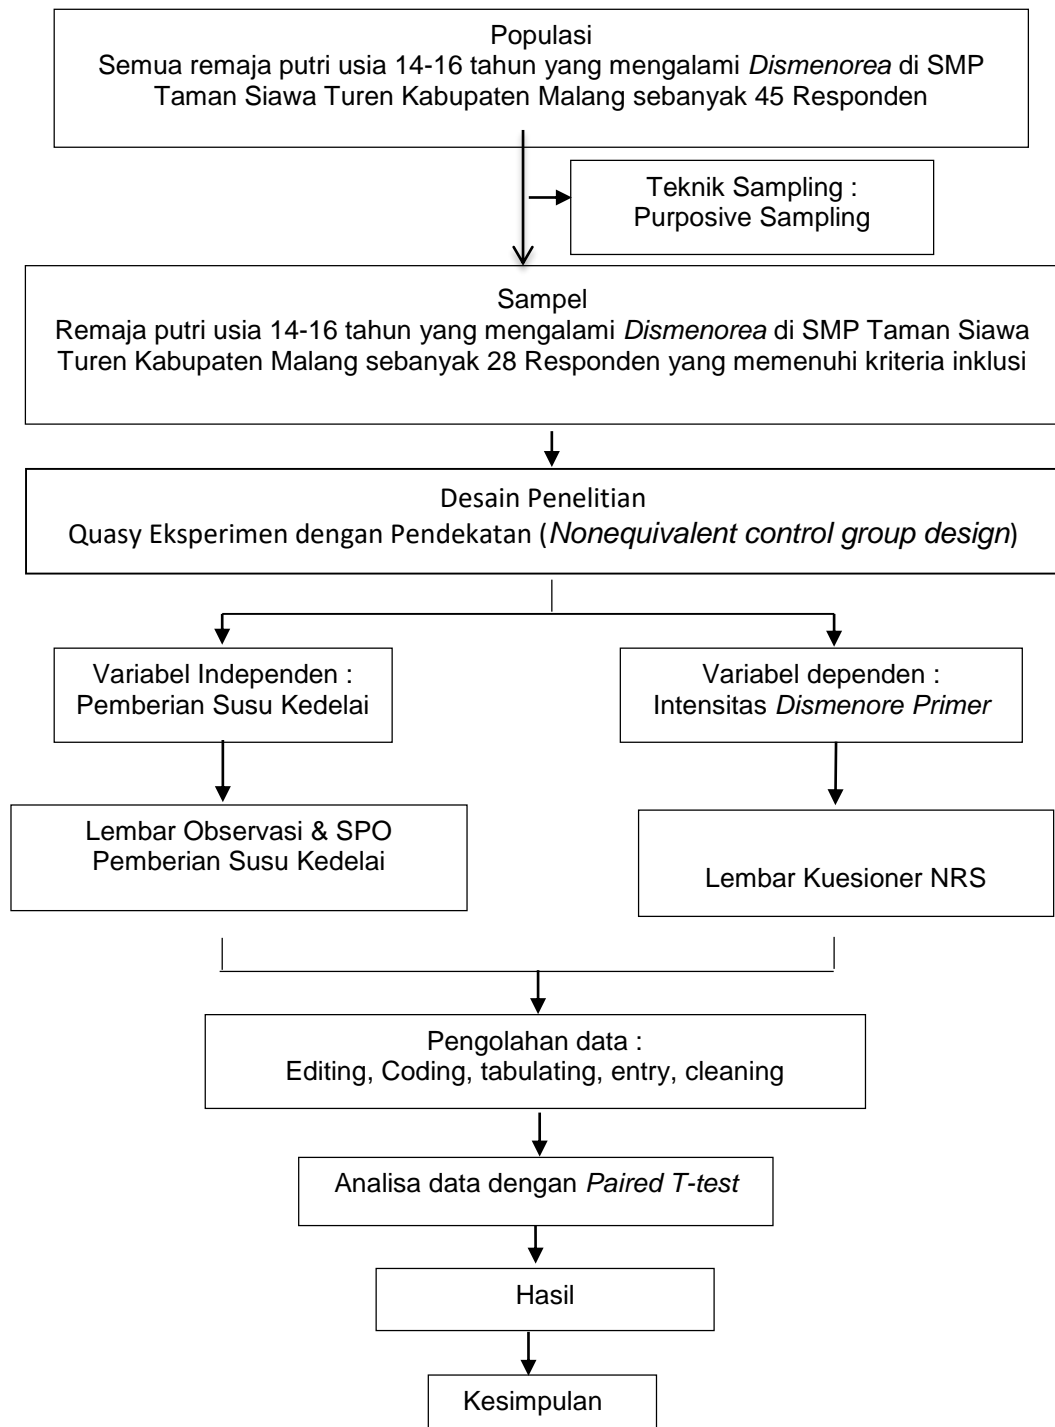 Populasi
Semua remaja putri usia 14-16 tahun yang mengalami Dismenorea di SMP
Taman Siawa Turen Kabupaten Malang sebanyak 45 Responden
Teknik Sampling :
Purposive Sampling
Sampel
Remaja putri usia 14-16 tahun yang mengalami Dismenorea di SMP Taman Siawa
Turen Kabupaten Malang sebanyak 28 Responden yang memenuhi kriteria inklusi
Desain Penelitian
Quasy Eksperimen dengan Pendekatan (Nonequivalent control group design)
Variabel Independen :
Pemberian Susu Kedelai
Variabel dependen :
Intensitas Dismenore Primer
Lembar Observasi & SPO
Pemberian Susu Kedelai
Lembar Kuesioner NRS
Pengolahan data :
Editing, Coding, tabulating, entry, cleaning
Analisa data dengan Paired T-test
Hasil
Kesimpulan